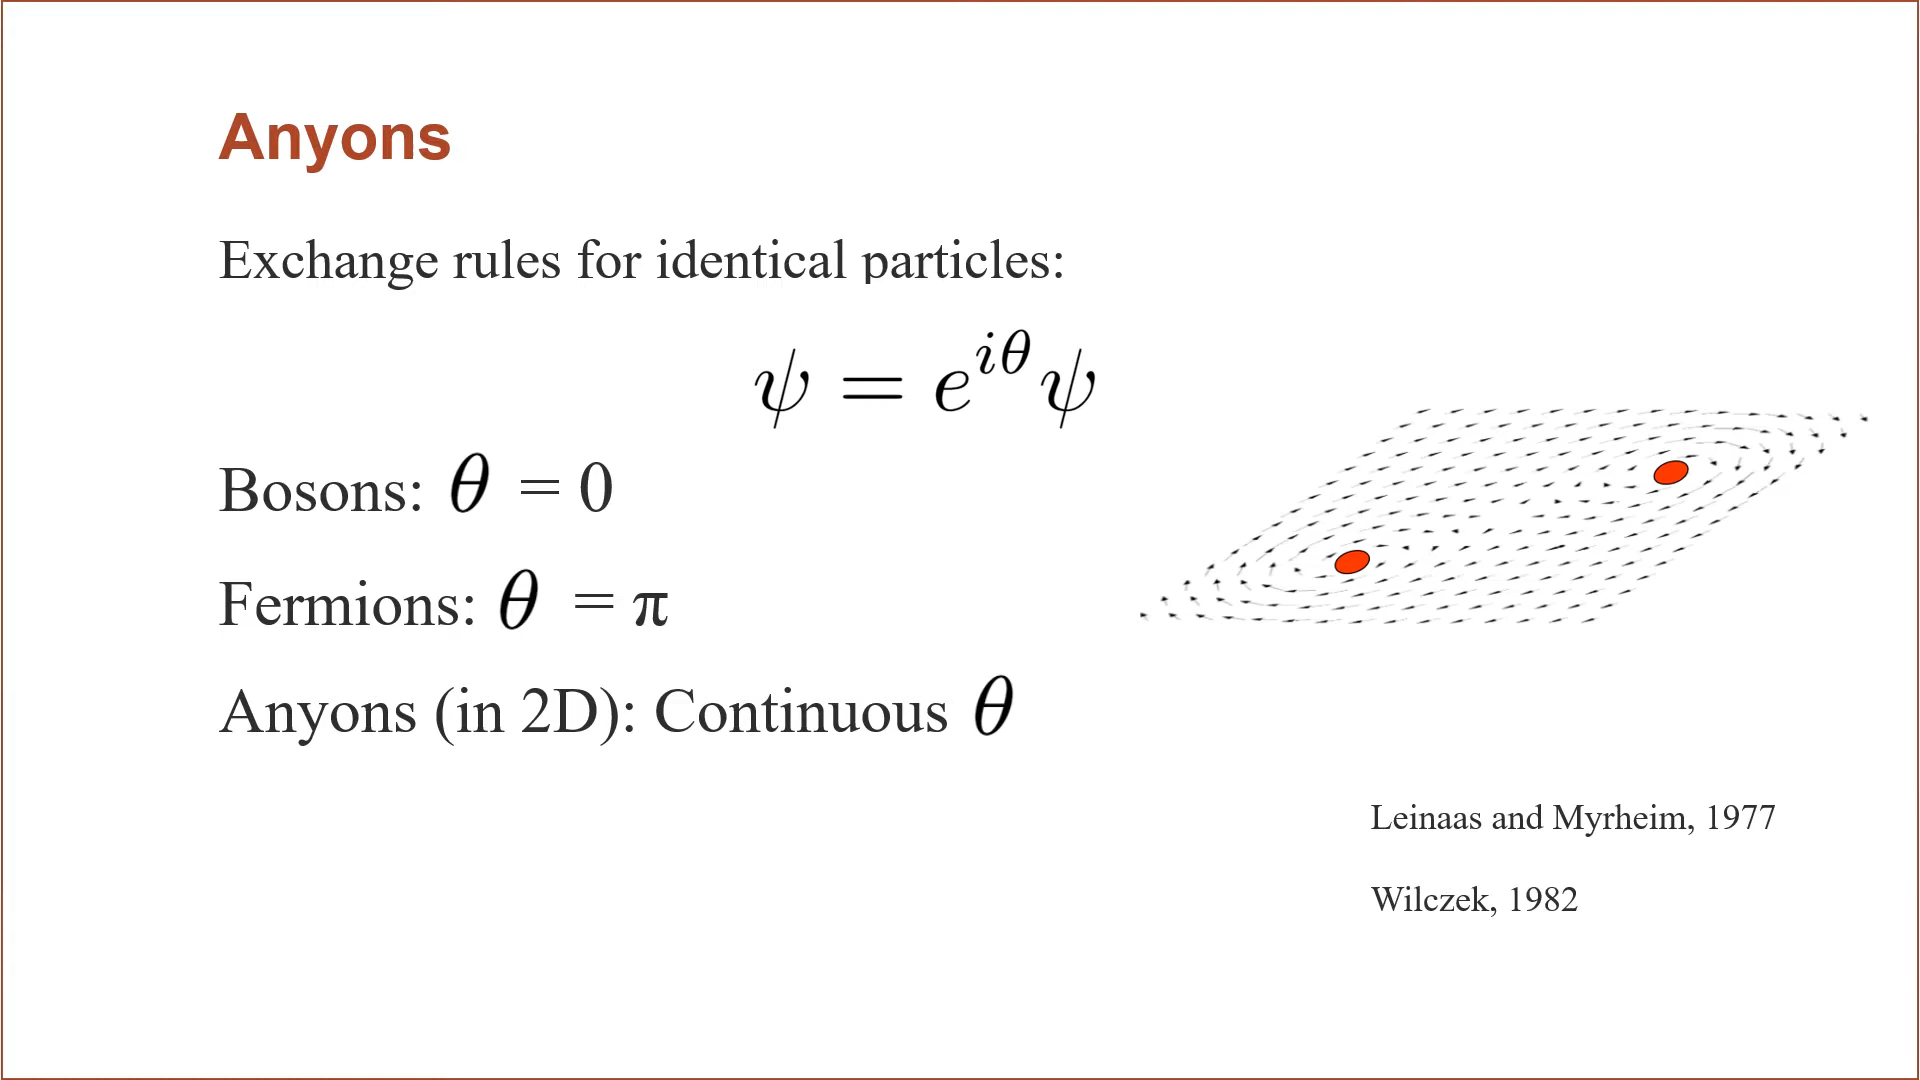 Anyons
Exchange rules for identical particles:
ψ = e^{iθ}ψ
Bosons: θ = 0
Fermions: θ = π
Anyons (in 2D): Continuous θ
Leinaas and Myrheim, 1977
Wilczek, 1982